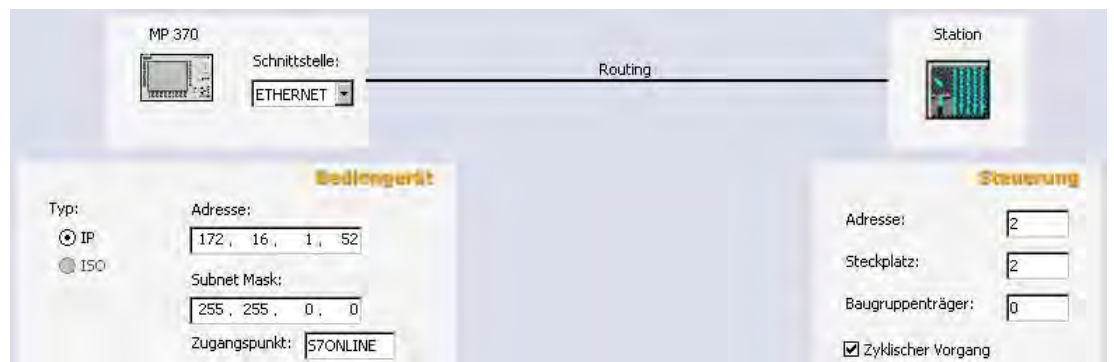 MP 370
Schnittstelle:
ETHERNET
Routing
Station
Bediengerät
Typ:
IP
ISO
Adresse:
172 . 16 . 1 . 52
Subnet Mask:
255 . 255 . 0 . 0
Zugangspunkt: S7ONLINE
Steuerung
Adresse: 2
Steckplatz: 2
Baugruppenträger: 0
Zyklischer Vorgang